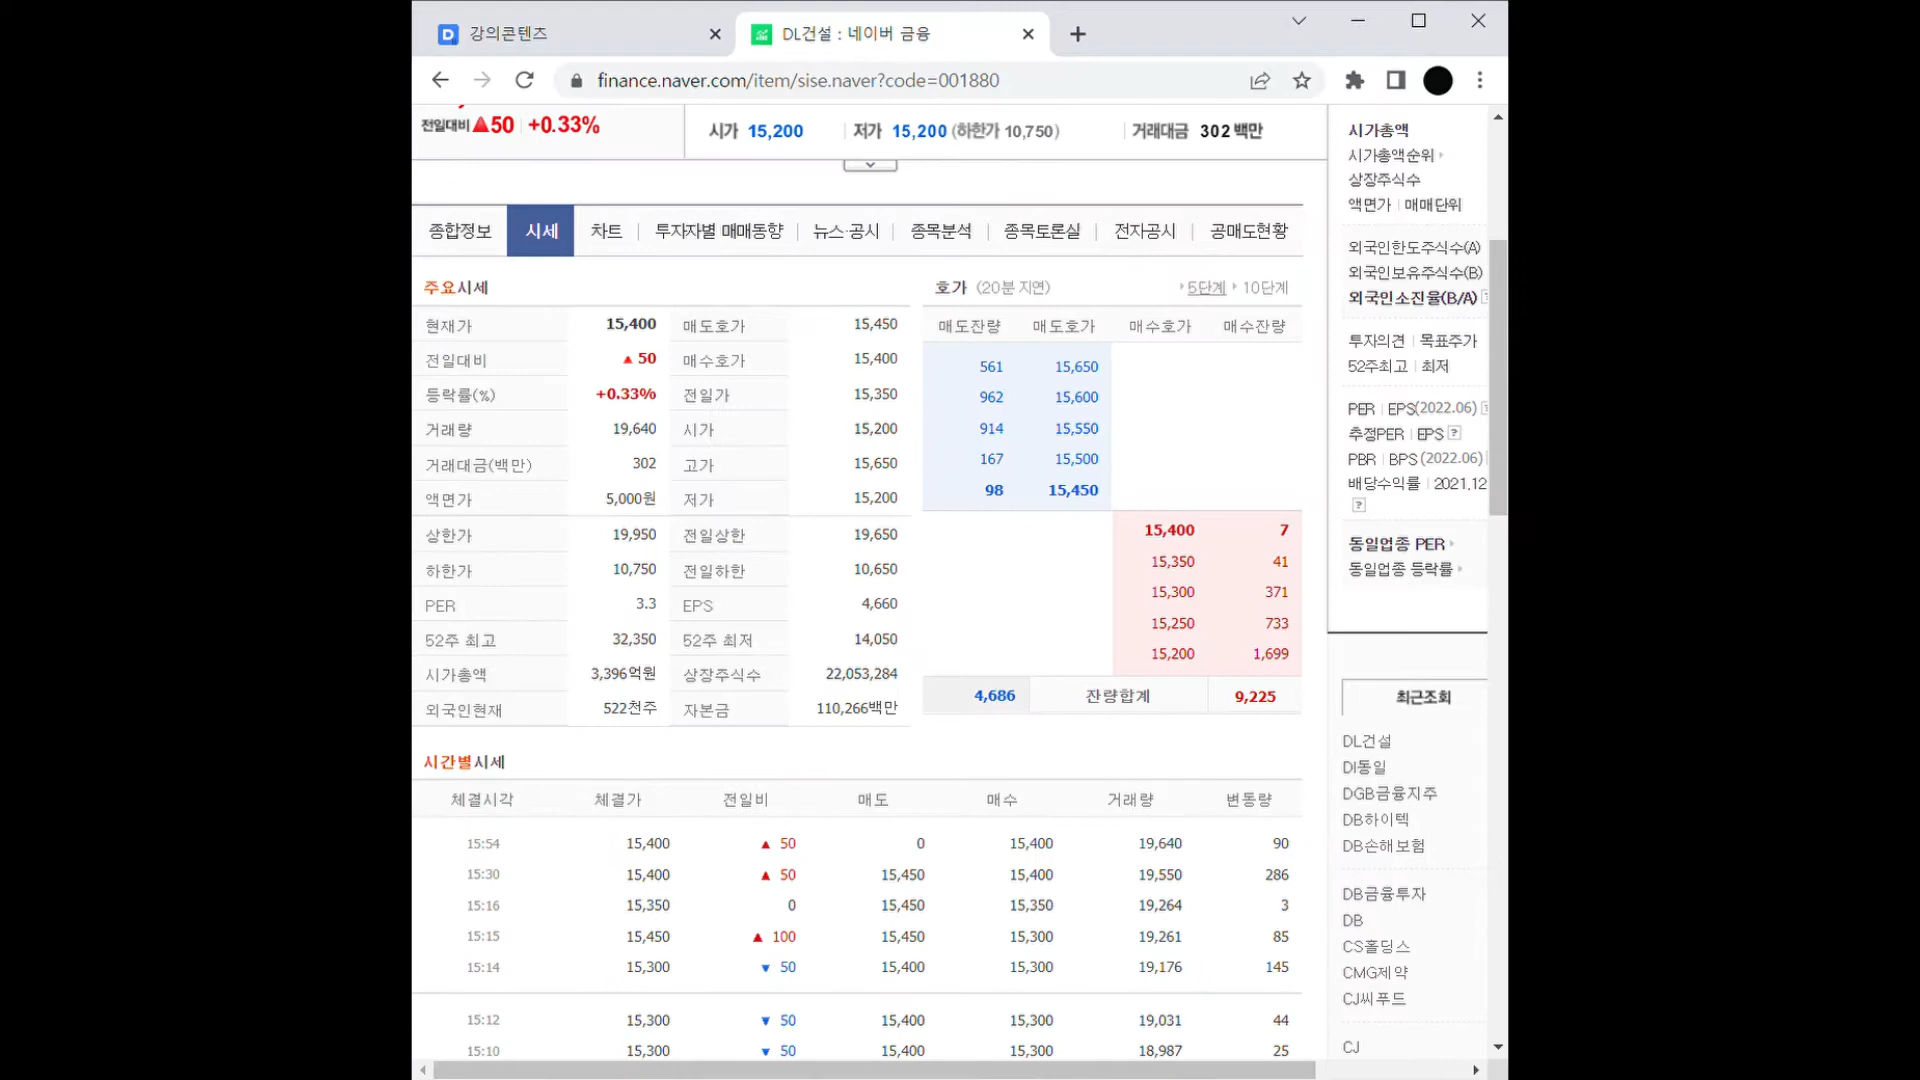 강의콘텐츠
DL건설 : 네이버 금융
finance.naver.com/item/sise.naver?code=001880
전일대비 ▲50 +0.33%
시가 15,200 저가 15,200 (하한가 10,750) 거래대금 302 백만
종합정보 시세 차트 투자자별 매매동향 뉴스·공시 종목분석 종목토론실 전자공시 공매도현황
주요시세
현재가 15,400 매도호가 15,450
전일대비 ▲ 50 매수호가 15,400
등락률(%) +0.33% 전일가 15,350
거래량 19,640 시가 15,200
거래대금(백만) 302 고가 15,650
액면가 5,000원 저가 15,200
상한가 19,950 전일상한 19,650
하한가 10,750 전일하한 10,650
PER 3.3 EPS 4,660
52주 최고 32,350 52주 최저 14,050
시가총액 3,396억원 상장주식수 22,053,284
외국인현재 522천주 자본금 110,266백만
호가 (20분 지연) 5단계 10단계
매도잔량 매도호가 매수호가 매수잔량
561 15,650
962 15,600
914 15,550
167 15,500
98 15,450
15,400 7
15,350 41
15,300 371
15,250 733
15,200 1,699
4,686 잔량합계 9,225
시간별시세
체결시각 체결가 전일비 매도 매수 거래량 변동량
15:54 15,400 ▲ 50 0 15,400 19,640 90
15:30 15,400 ▲ 50 15,450 15,400 19,550 286
15:16 15,350 0 15,450 15,350 19,264 3
15:15 15,450 ▲ 100 15,450 15,300 19,261 85
15:14 15,300 ▼ 50 15,400 15,300 19,176 145
15:12 15,300 ▼ 50 15,400 15,300 19,031 44
15:10 15,300 ▼ 50 15,400 15,300 18,987 25
시가총액
시가총액순위
상장주식수
액면가 매매단위
외국인한도주식수(A)
외국인보유주식수(B)
외국인소진율(B/A) ?
투자의견 목표주가
52주최고 최저
PER EPS(2022.06) ?
추정PER EPS ?
PBR BPS (2022.06)
배당수익률 2021.12
?
동일업종 PER
동일업종 등락률
최근조회
DL건설
DI동일
DGB금융지주
DB하이텍
DB손해보험
DB금융투자
DB
CS홀딩스
CMG제약
CJ씨푸드
CJ